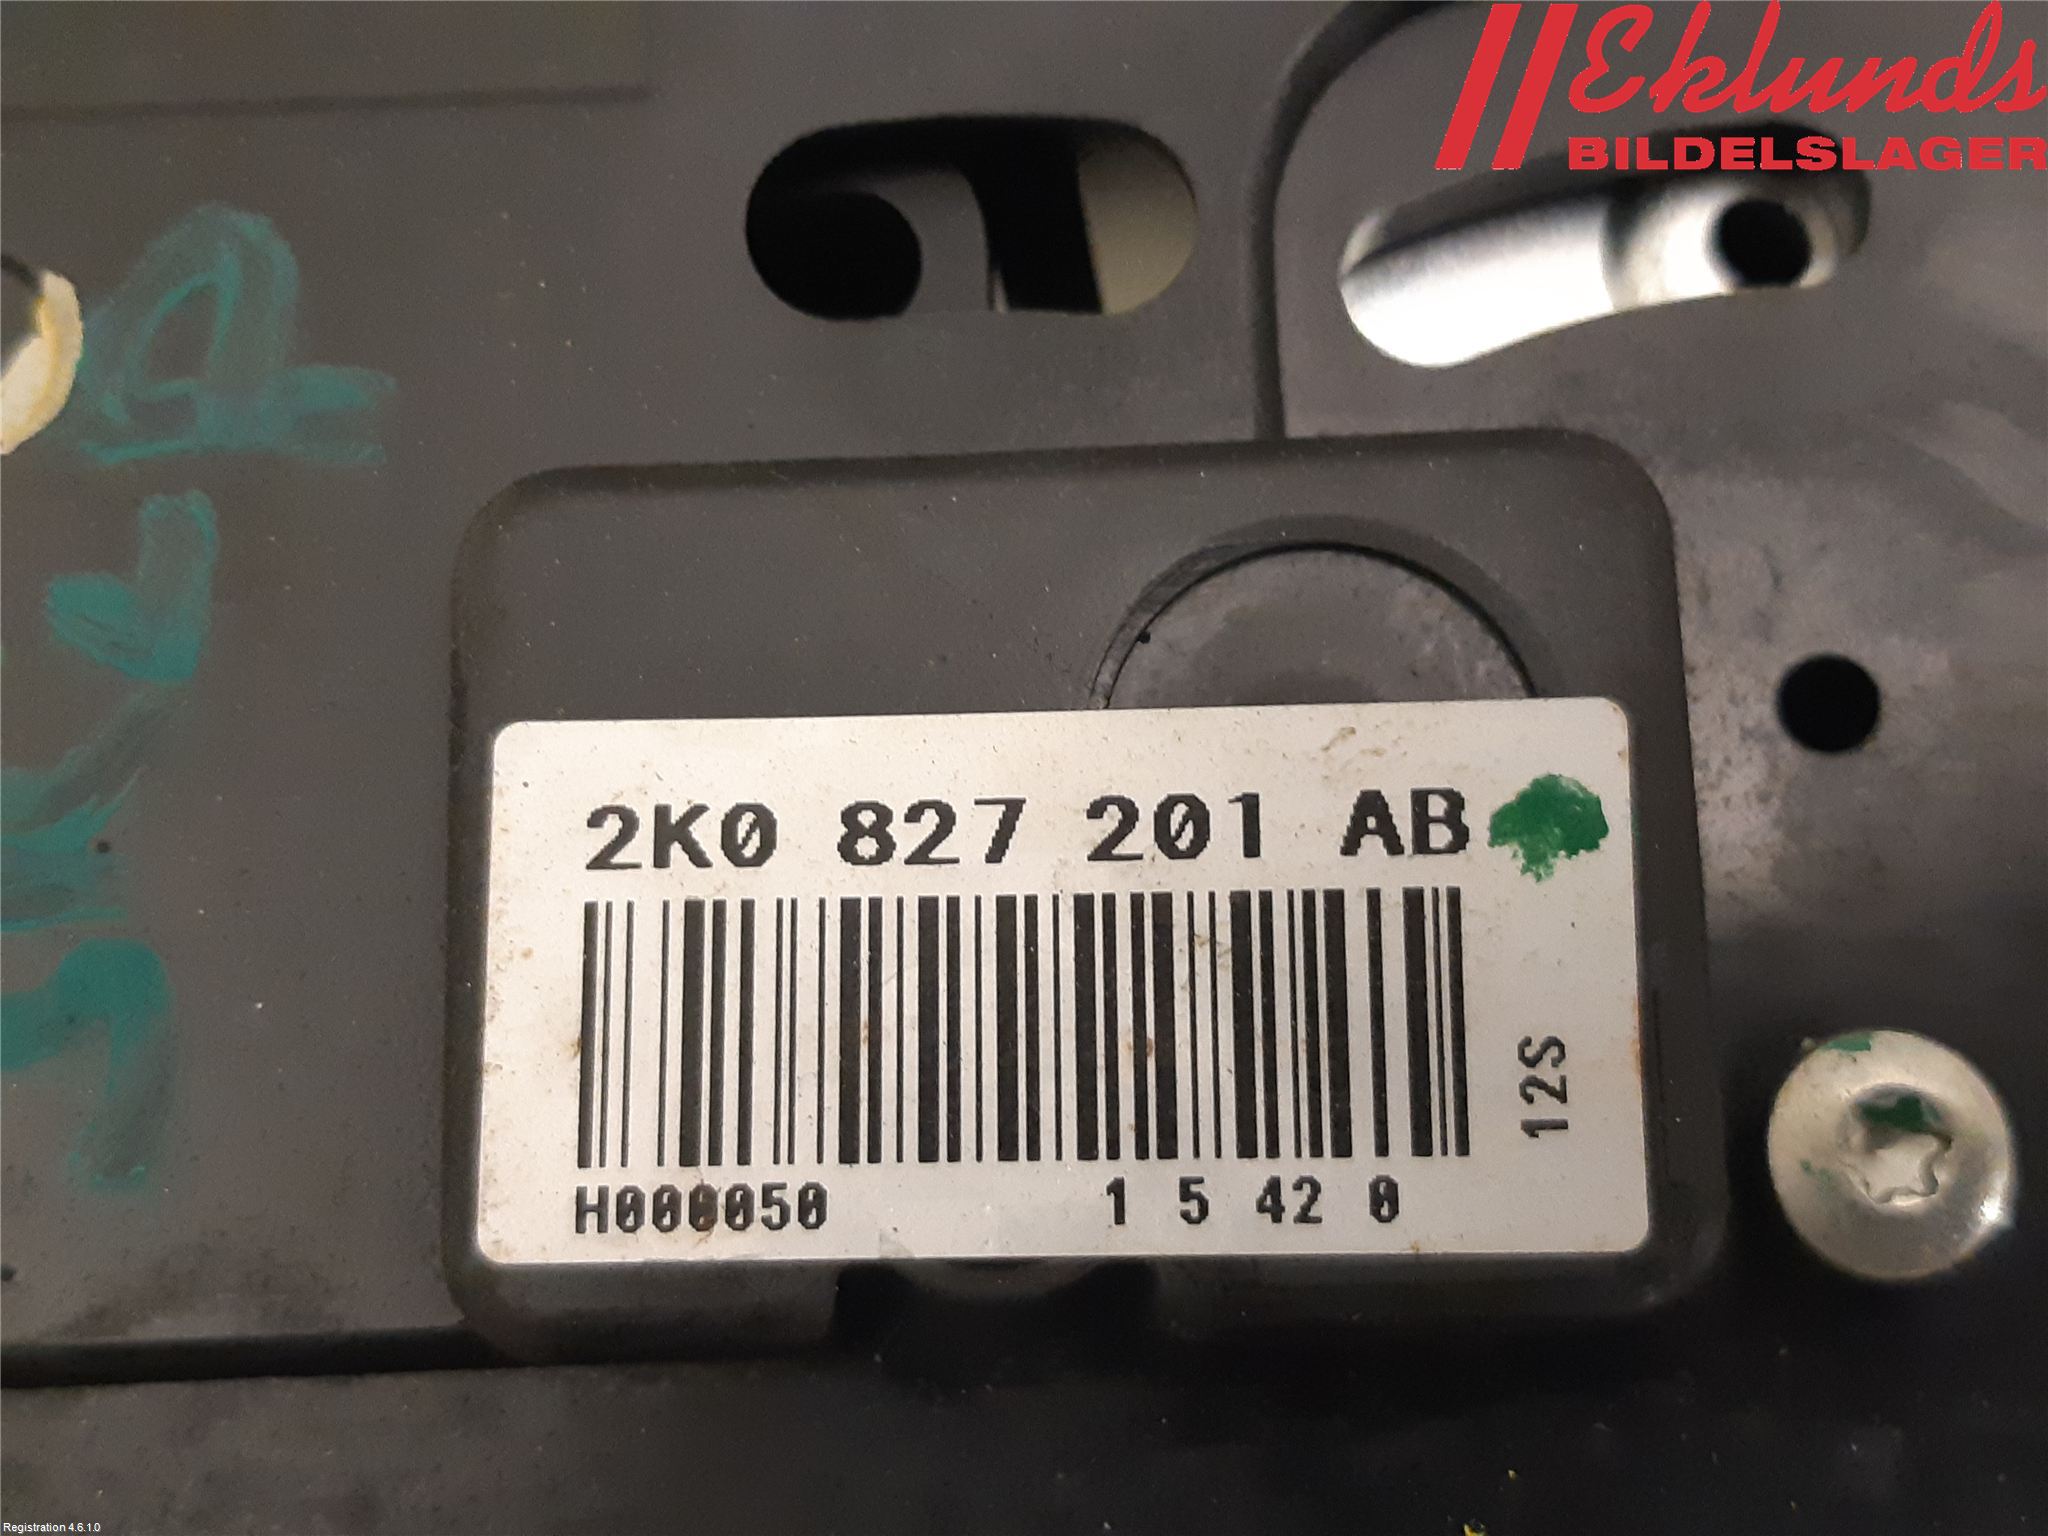 Eklunds
BILDELSLAGER
2K0 827 201 AB
12S
H000050 1 5 42 0
Registration 4.6.1.0